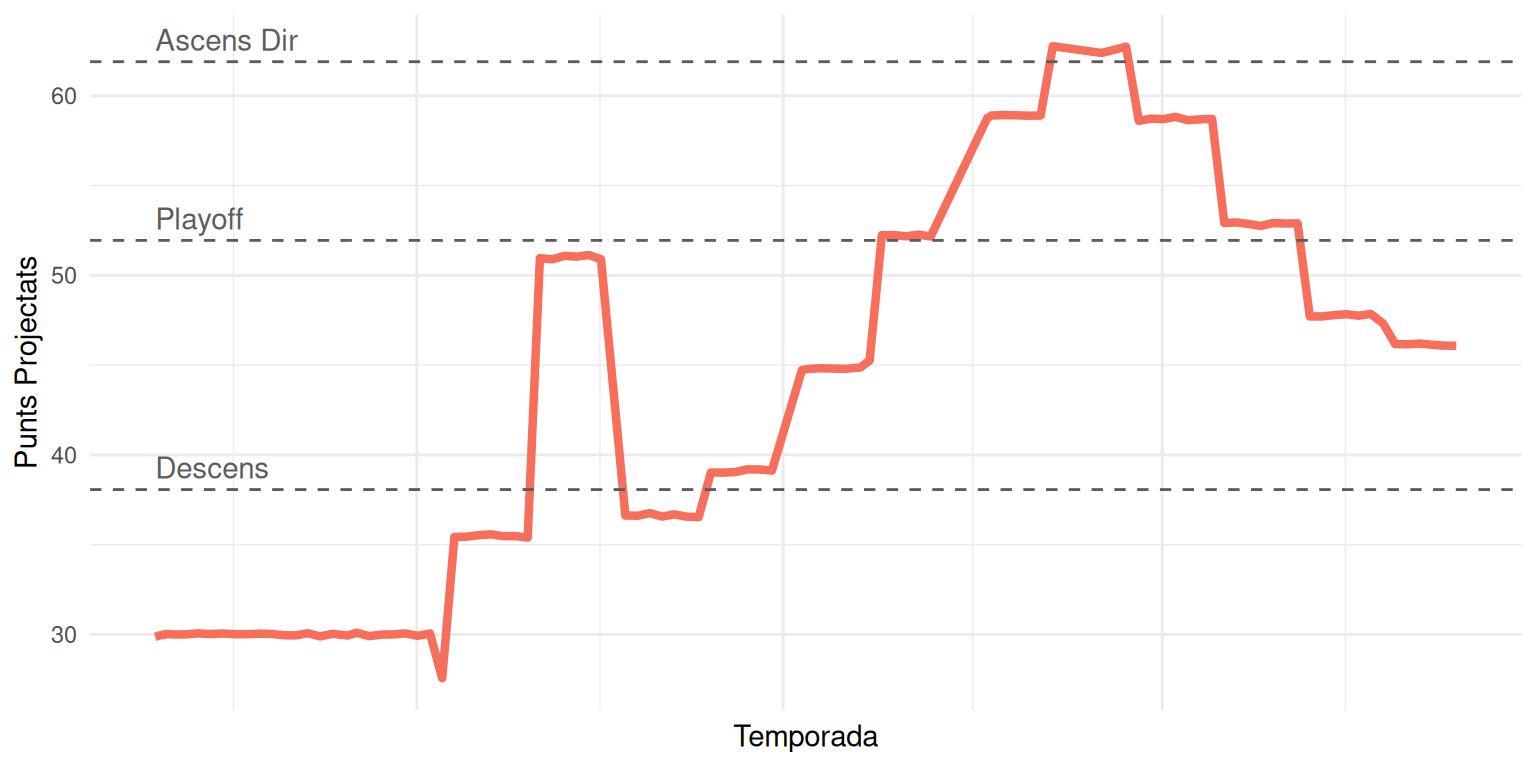 Ascens Dir
60
Playoff
50
Punts Projectats
40
Descens
30
Temporada